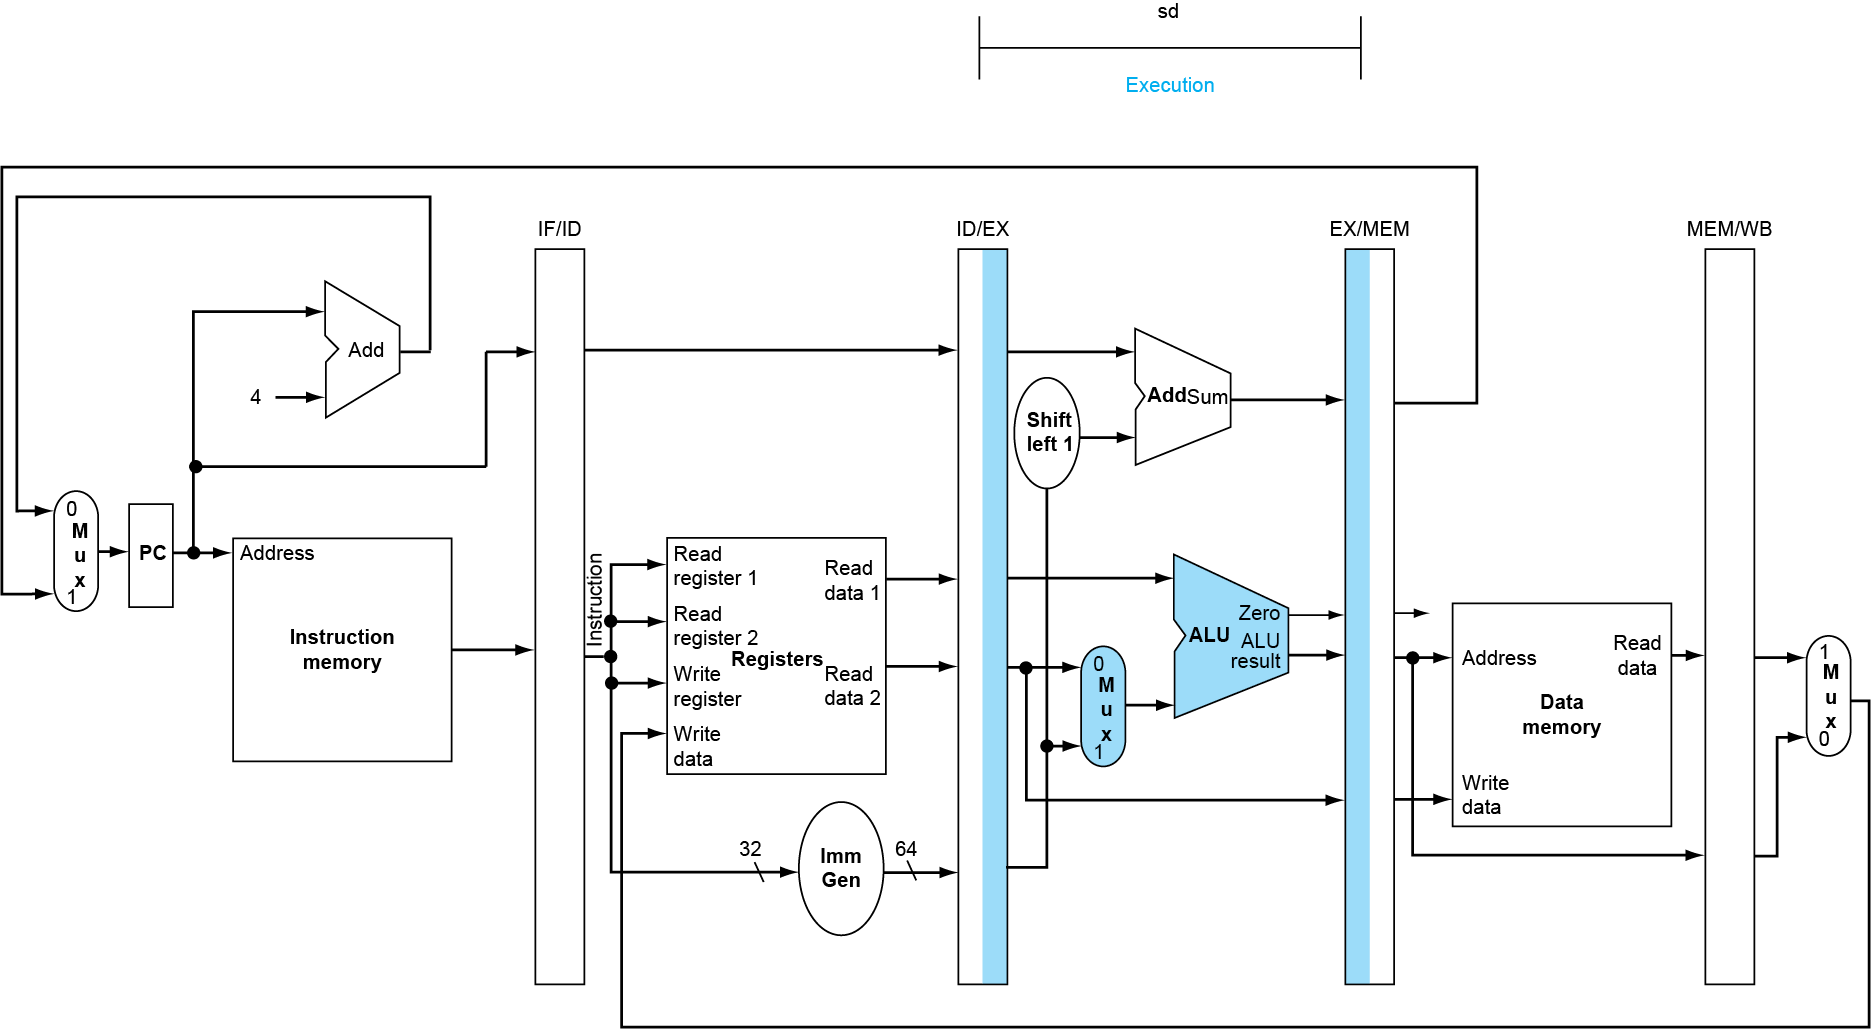 sd
Execution
IF/ID
ID/EX
EX/MEM
MEM/WB
Add
4
Shift
left 1
Add Sum
0
M
u
x
1
PC
Address
Instruction
memory
Instruction
Read
register 1
Read
register 2
Write
register
Write
data
Registers
Read
data 1
Read
data 2
32
Imm
Gen
64
0
M
u
x
1
ALU
Zero
ALU
result
Address
Data
memory
Write
data
Read
data
1
M
u
x
0